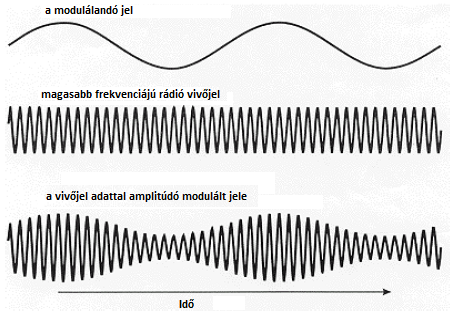 a modulálandó jel
magasabb frekvenciájú rádió vivőjel
a vivőjel adattal amplitúdó modulált jele
Idő